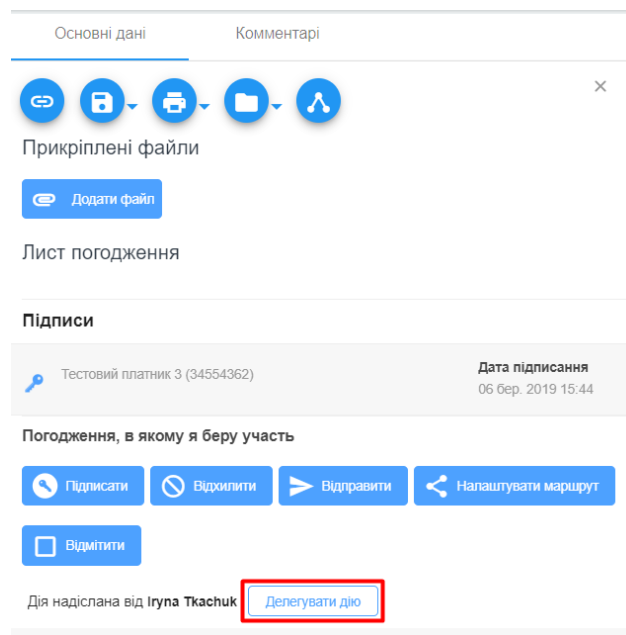 Основні дані Комментарі
Прикріплені файли
Додати файл
Лист погодження
Підписи
Тестовий платник 3 (34554362) Дата підписання
06 бер. 2019 15:44
Погодження, в якому я беру участь
Підписати Відхилити Відправити Налаштувати маршрут
Відмітити
Дія надіслана від Iryna Tkachuk Делегувати дію